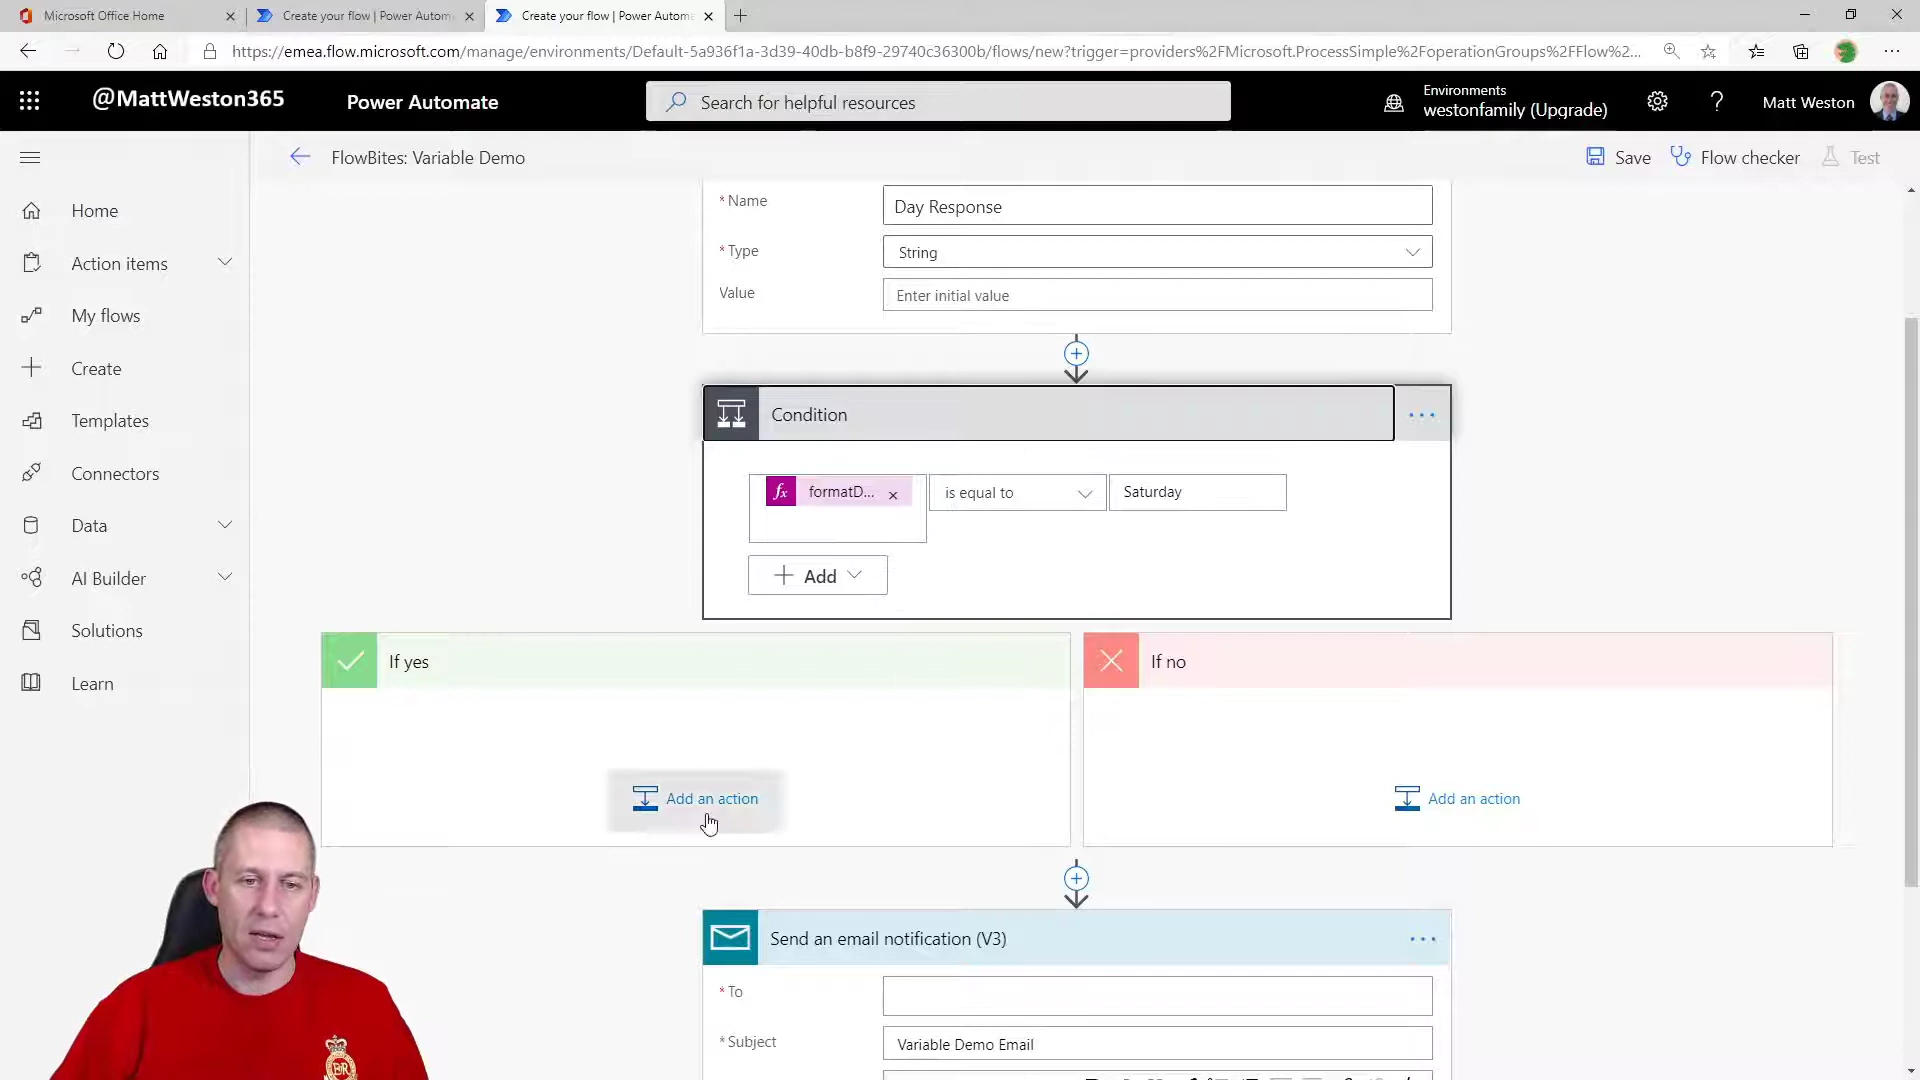 Microsoft Office Home
Create your flow | Power Autom
Create your flow | Power Autome
https://emea.flow.microsoft.com/manage/environments/Default-5a936f1a-3d39-40db-b8f9-29740c36300b/flows/new?trigger=providers%2FMicrosoft.ProcessSimple%2FoperationGroups%2FFlow%2...
@MattWeston365
Power Automate
Search for helpful resources
Environments
westonfamily (Upgrade)
?
Matt Weston
FlowBites: Variable Demo
Save
Flow checker
Test
Home
Action items
My flows
Create
Templates
Connectors
Data
AI Builder
Solutions
Learn
* Name
Day Response
* Type
String
Value
Enter initial value
Condition
...
fx formatD... ×
is equal to
Saturday
+ Add
If yes
Add an action
If no
Add an action
Send an email notification (V3)
...
* To
* Subject
Variable Demo Email